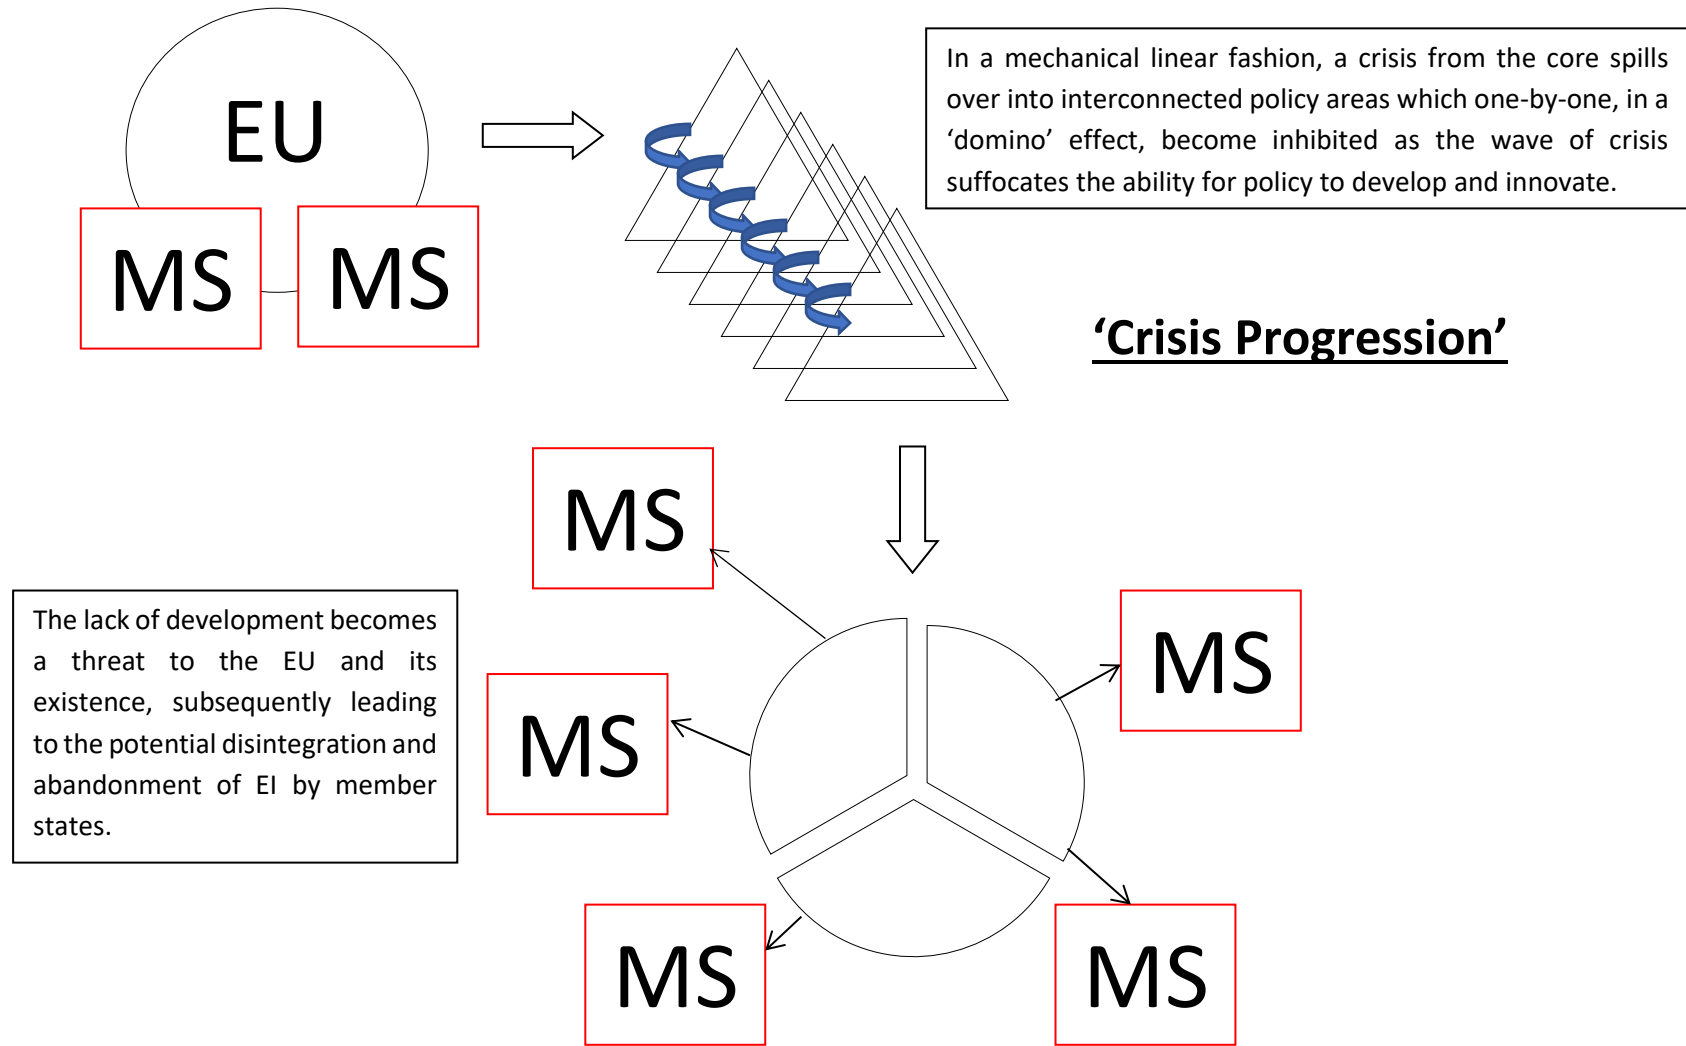 EU
MS
MS
In a mechanical linear fashion, a crisis from the core spills
over into interconnected policy areas which one-by-one, in a
‘domino’ effect, become inhibited as the wave of crisis
suffocates the ability for policy to develop and innovate.
‘Crisis Progression’
MS
The lack of development becomes
a threat to the EU and its
existence, subsequently leading
to the potential disintegration and
abandonment of EI by member
states.
MS
MS
MS
MS